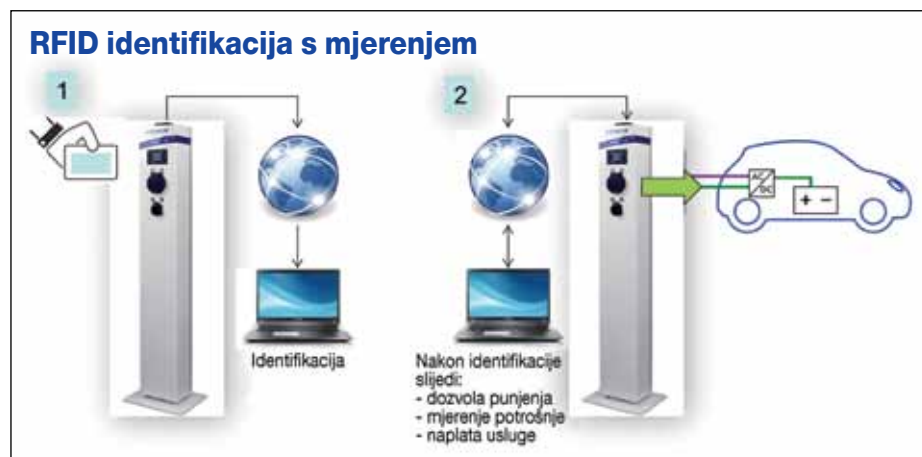 RFID identifikacija s mjerenjem
1
2
AC
DC
+ −
Identifikacija
Nakon identifikacije
slijedi:
- dozvola punjenja
- mjerenje potrošnje
- naplata usluge